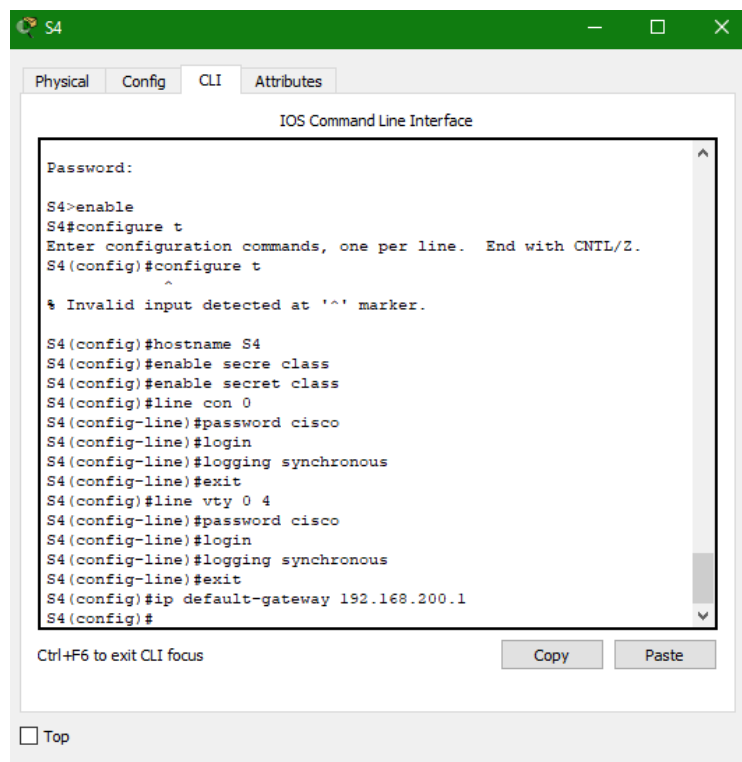 S4
Physical Config CLI Attributes
IOS Command Line Interface
Password:
S4>enable
S4#configure t
Enter configuration commands, one per line.  End with CNTL/Z.
S4(config)#configure t
^
% Invalid input detected at '^' marker.
S4(config)#hostname S4
S4(config)#enable secre class
S4(config)#enable secret class
S4(config)#line con 0
S4(config-line)#password cisco
S4(config-line)#login
S4(config-line)#logging synchronous
S4(config-line)#exit
S4(config)#line vty 0 4
S4(config-line)#password cisco
S4(config-line)#login
S4(config-line)#logging synchronous
S4(config-line)#exit
S4(config)#ip default-gateway 192.168.200.1
S4(config)#
Ctrl+F6 to exit CLI focus Copy Paste
Top